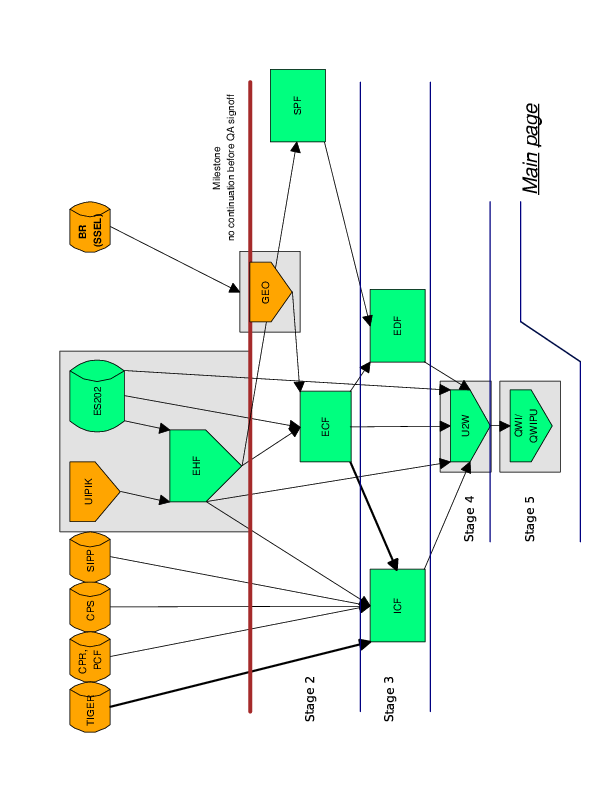 Main page
Milestone
no continuation before QA signoff
BR
(SSEL)
SPF
GEO
ES202
UIPIK
EHF
SIPP
CPS
CPR,
PCF
TIGER
ECF
EDF
ICF
U2W
QWI/
QWIPU
Stage 2
Stage 3
Stage 4
Stage 5